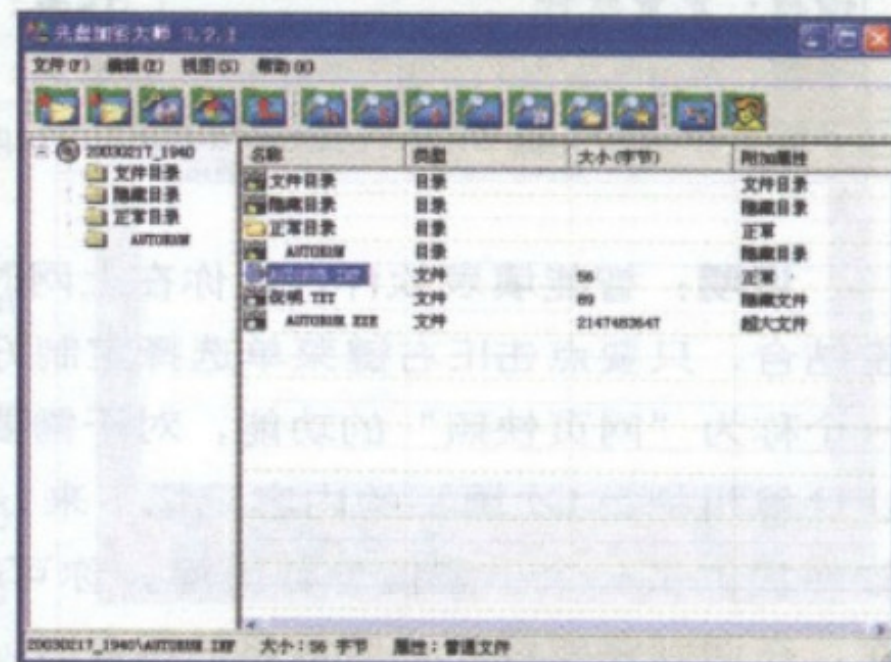 光盘加密大师 3.2.1
文件(F) 编辑(E) 视图(S) 帮助(H)
20030217_1940
文件目录
隐藏目录
正常目录
AUTORUN
名称 类型 大小(字节) 附加属性
文件目录 目录 文件目录
隐藏目录 目录 隐藏目录
正常目录 目录 正常
AUTORUN 目录 隐藏目录
AUTORUN.INF 文件 56 正常
说明.TXT 文件 69 隐藏文件
AUTORUN.EXE 文件 2147483647 超大文件
20030217_1940\AUTORUN.INF 大小:56 字节 属性:普通文件